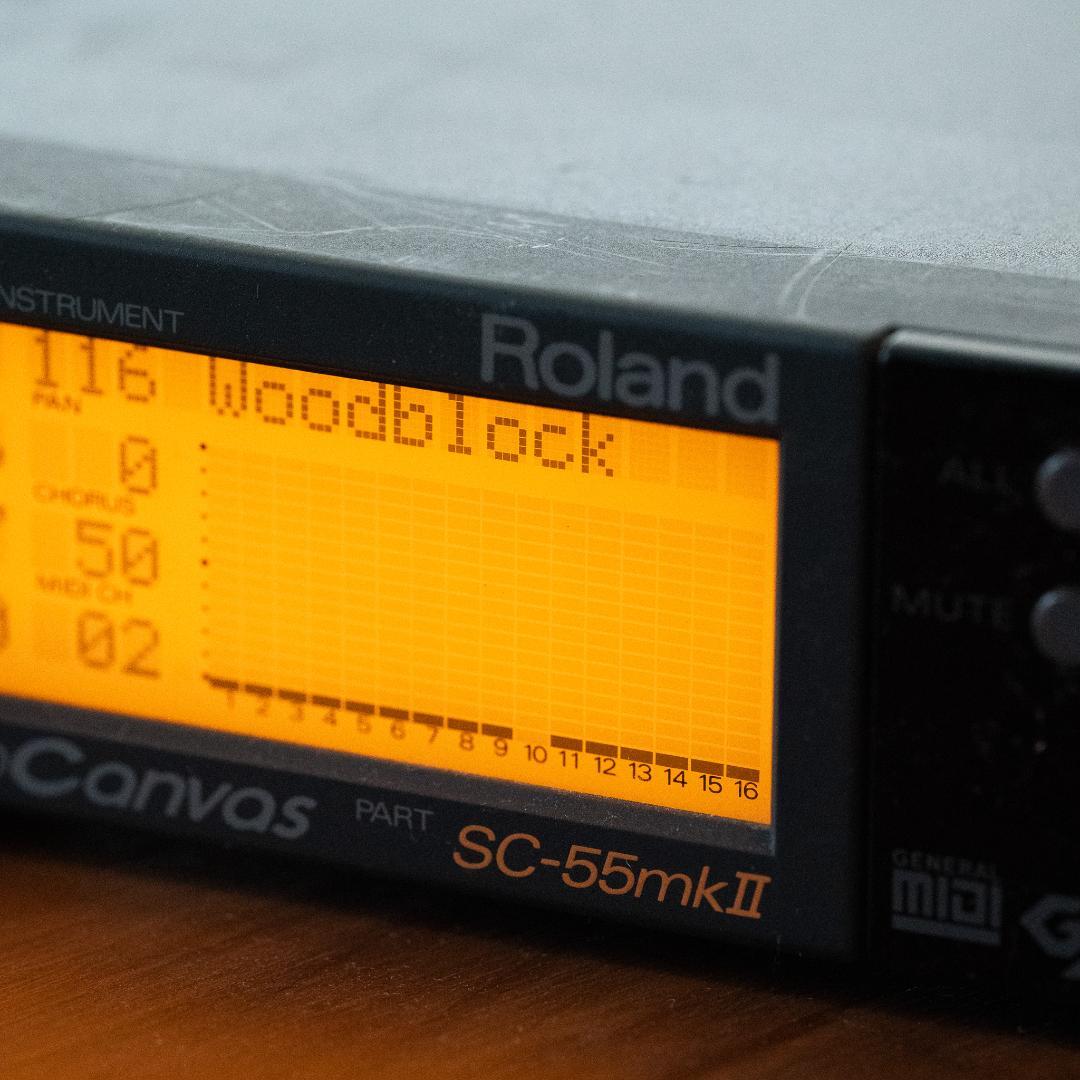 NSTRUMENT
Roland
116 Woodblock
PAN
0
CHORUS
50
MIDI CH
02
1 2 3 4 5 6 7 8 9 10 11 12 13 14 15 16
Canvas
PART
SC-55mkII
ALL
MUTE
GENERAL
MIDI